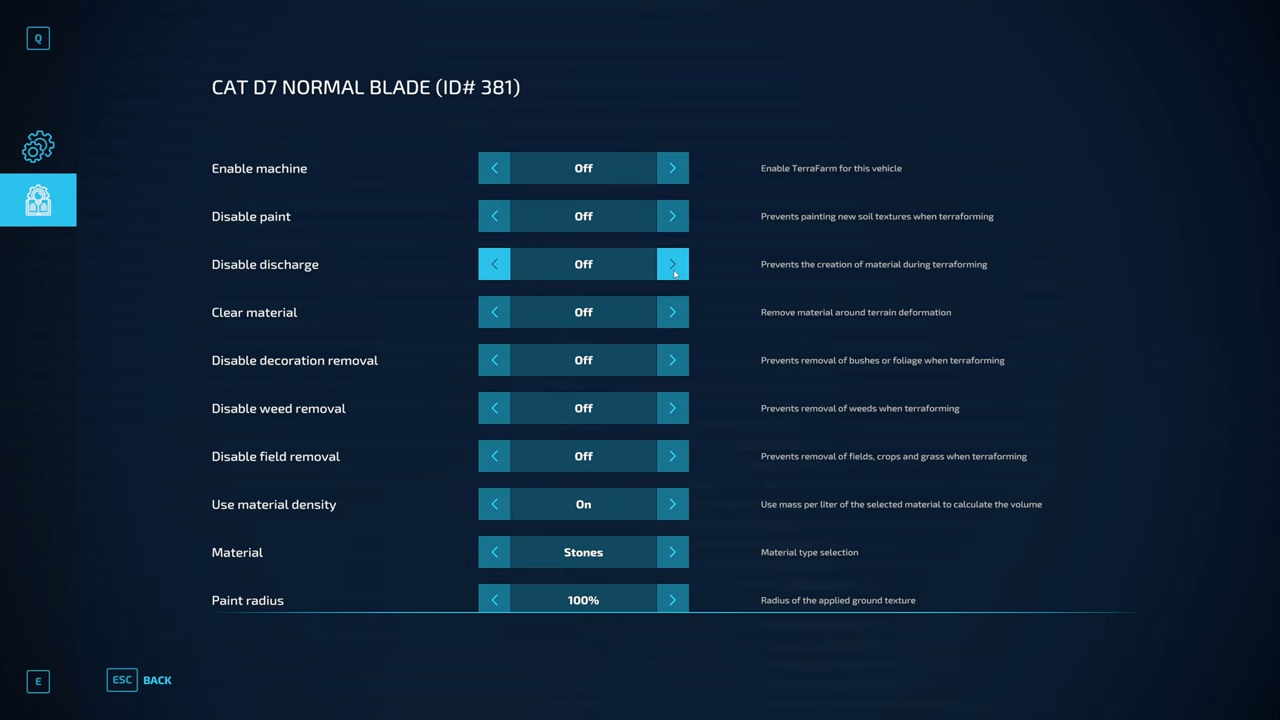 Q
CAT D7 NORMAL BLADE (ID# 381)
Enable machine Off Enable TerraFarm for this vehicle
Disable paint Off Prevents painting new soil textures when terraforming
Disable discharge Off Prevents the creation of material during terraforming
Clear material Off Remove material around terrain deformation
Disable decoration removal Off Prevents removal of bushes or foliage when terraforming
Disable weed removal Off Prevents removal of weeds when terraforming
Disable field removal Off Prevents removal of fields, crops and grass when terraforming
Use material density On Use mass per liter of the selected material to calculate the volume
Material Stones Material type selection
Paint radius 100% Radius of the applied ground texture
E ESC BACK